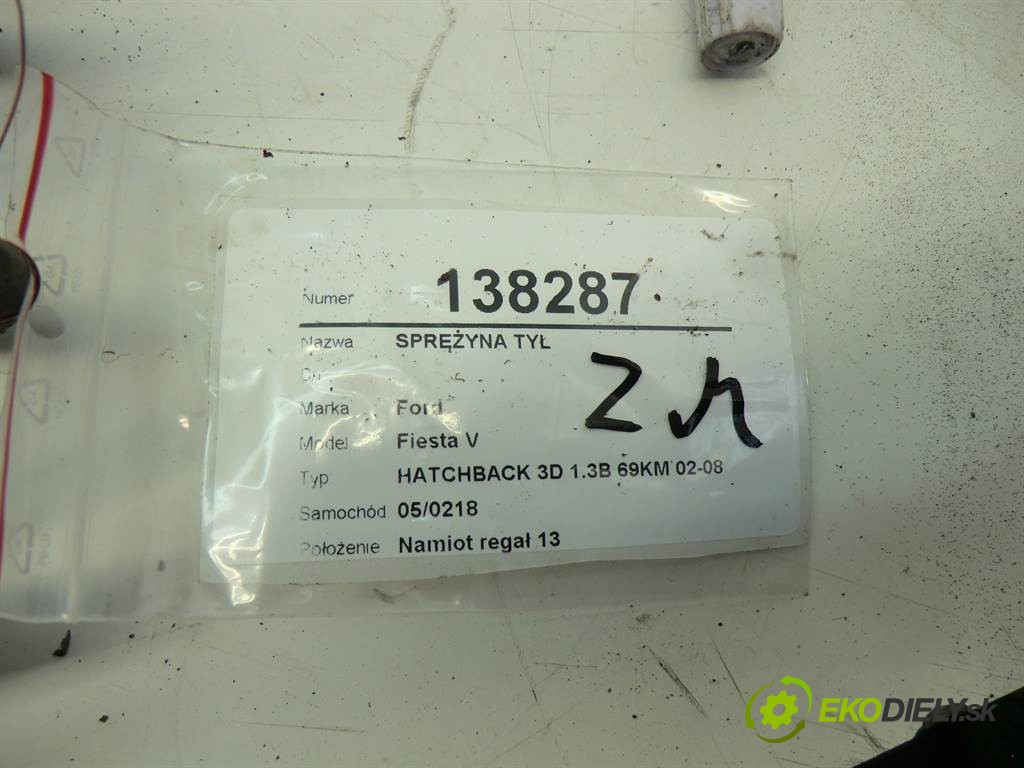 Numer 138287
Nazwa SPRĘŻYNA TYŁ
Marka Ford
Model Fiesta V
Typ HATCHBACK 3D 1.3B 69KM 02-08
Samochód 05/0218
Położenie Namiot regał 13
EKODIELY.sk